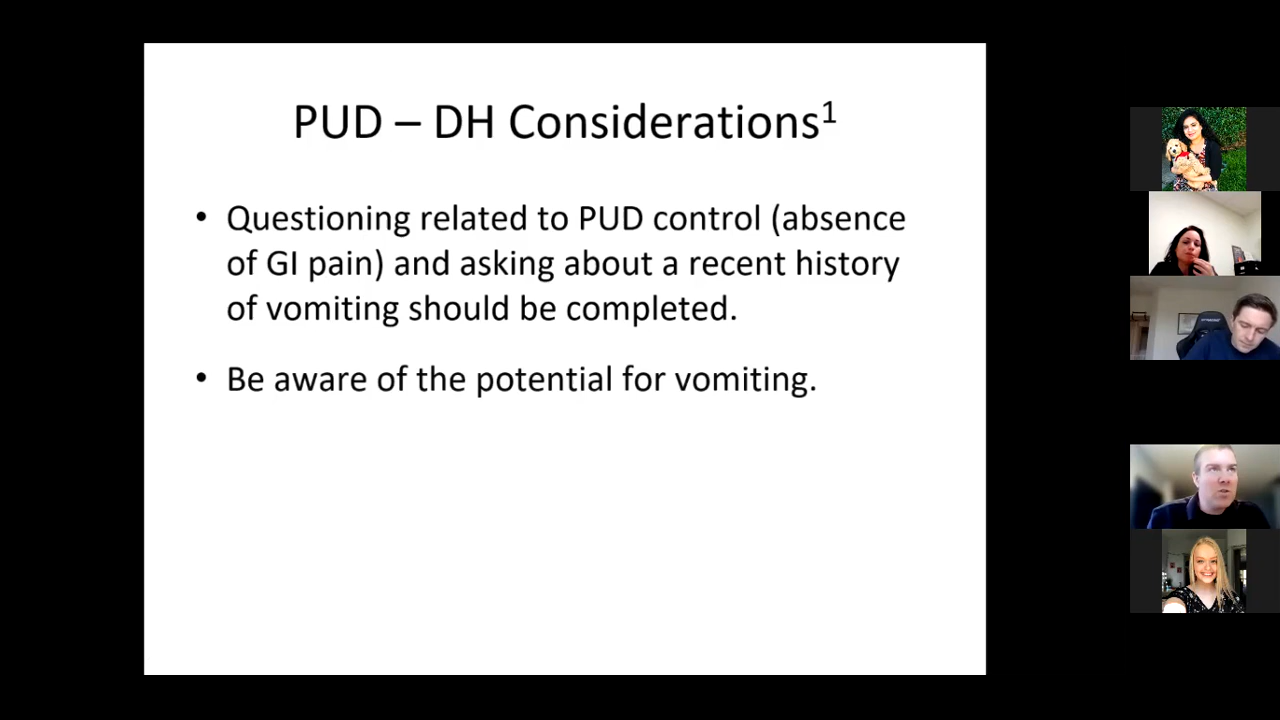 PUD – DH Considerations¹
• Questioning related to PUD control (absence
of GI pain) and asking about a recent history
of vomiting should be completed.
• Be aware of the potential for vomiting.